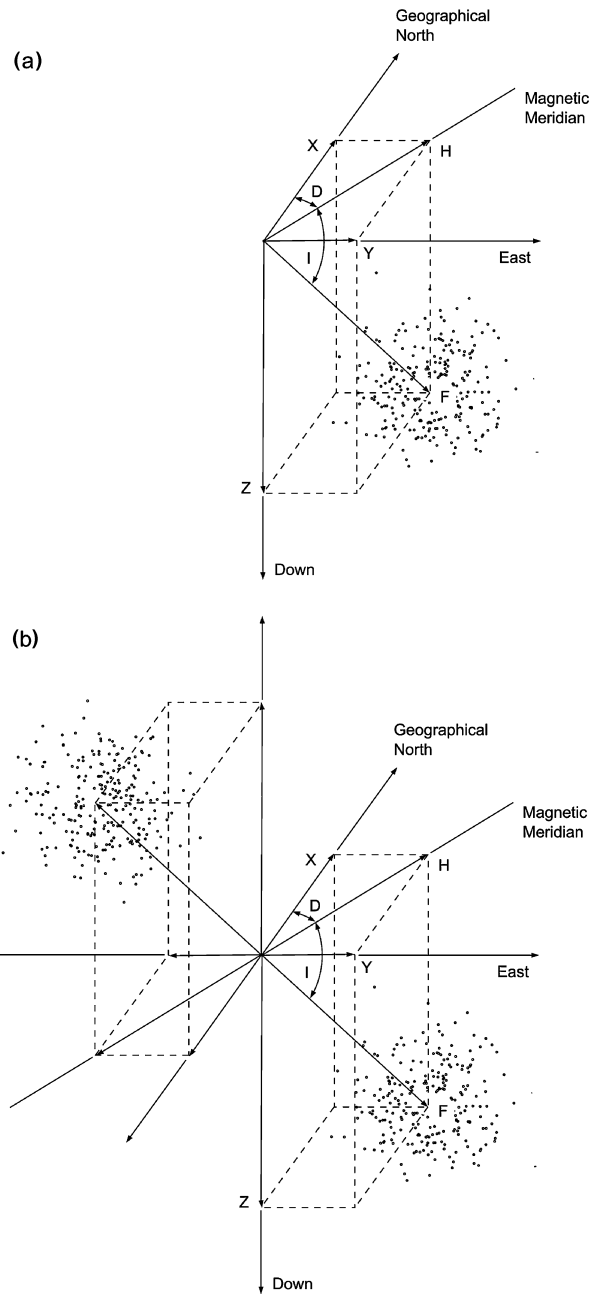 (a)
Geographical
North
Magnetic
Meridian
X
H
D
I
Y
East
F
Z
Down
(b)
Geographical
North
Magnetic
Meridian
X
H
D
I
Y
East
F
Z
Down